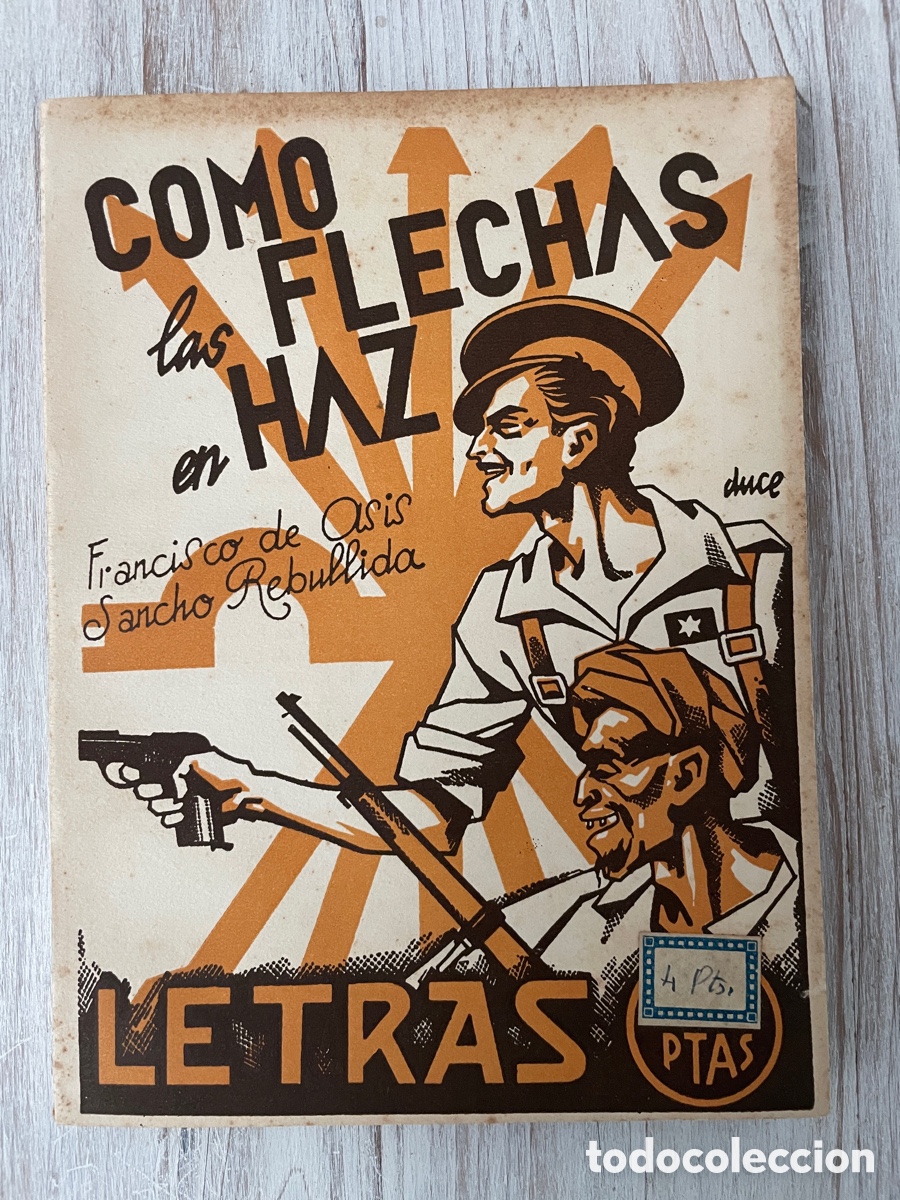 COMO
las FLECHAS
en HAZ
Francisco de Asis
Sancho Rebullida
duce
4 Pts.
LETRAS
PTAS
todocoleccion